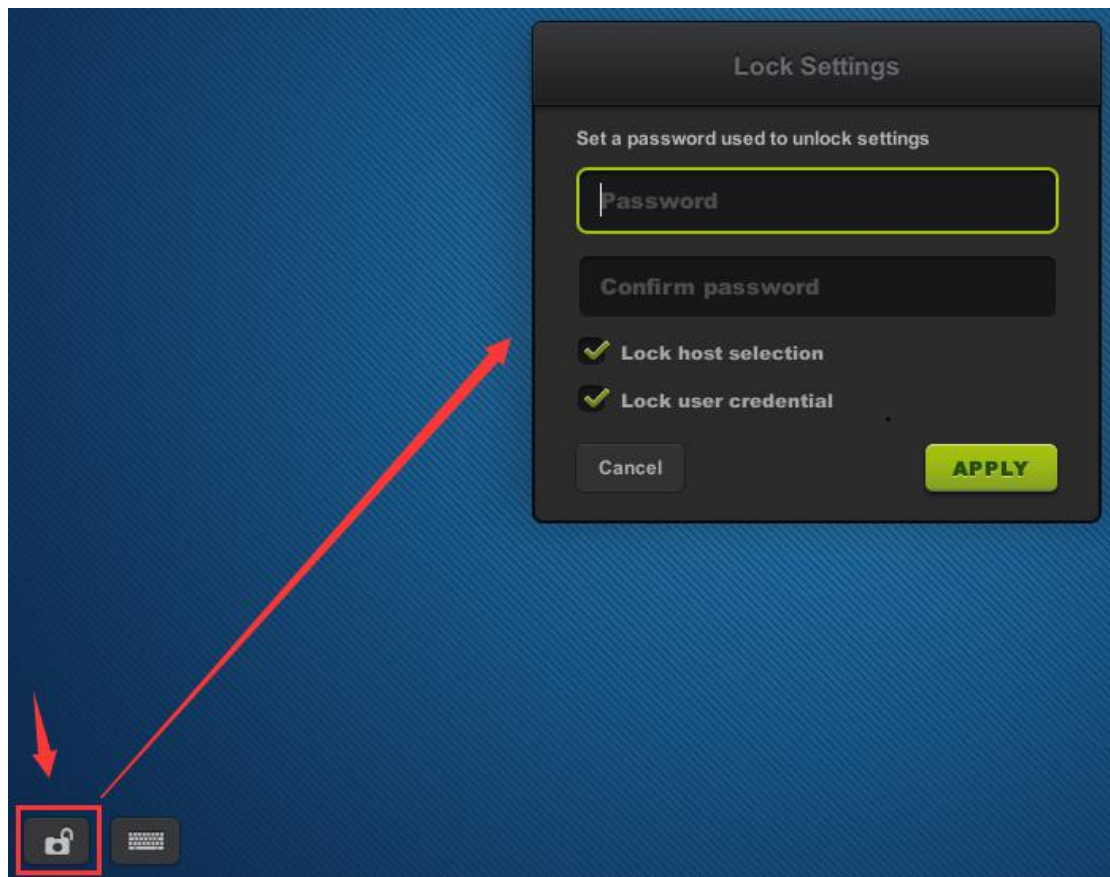 Lock Settings
Set a password used to unlock settings
Password
Confirm password
Lock host selection
Lock user credential
Cancel
APPLY